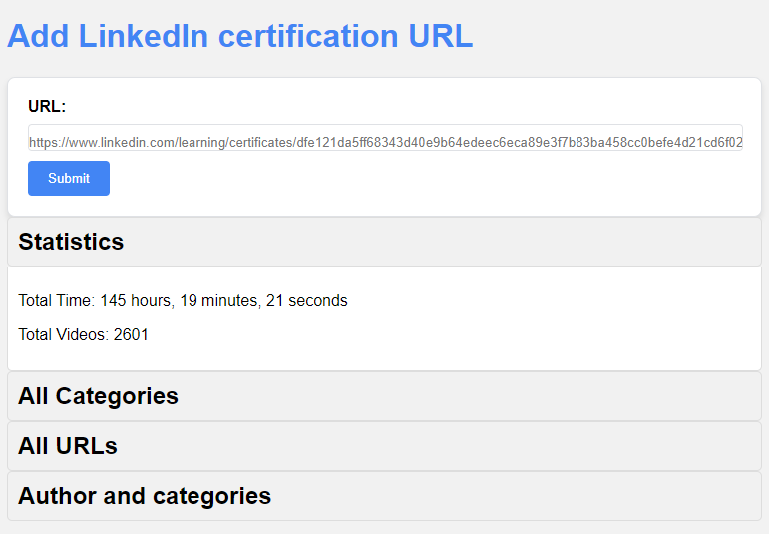 Add LinkedIn certification URL
URL:
https://www.linkedin.com/learning/certificates/dfe121da5ff68343d40e9b64edeec6eca89e3f7b83ba458cc0befe4d21cd6f02
Submit
Statistics
Total Time: 145 hours, 19 minutes, 21 seconds
Total Videos: 2601
All Categories
All URLs
Author and categories